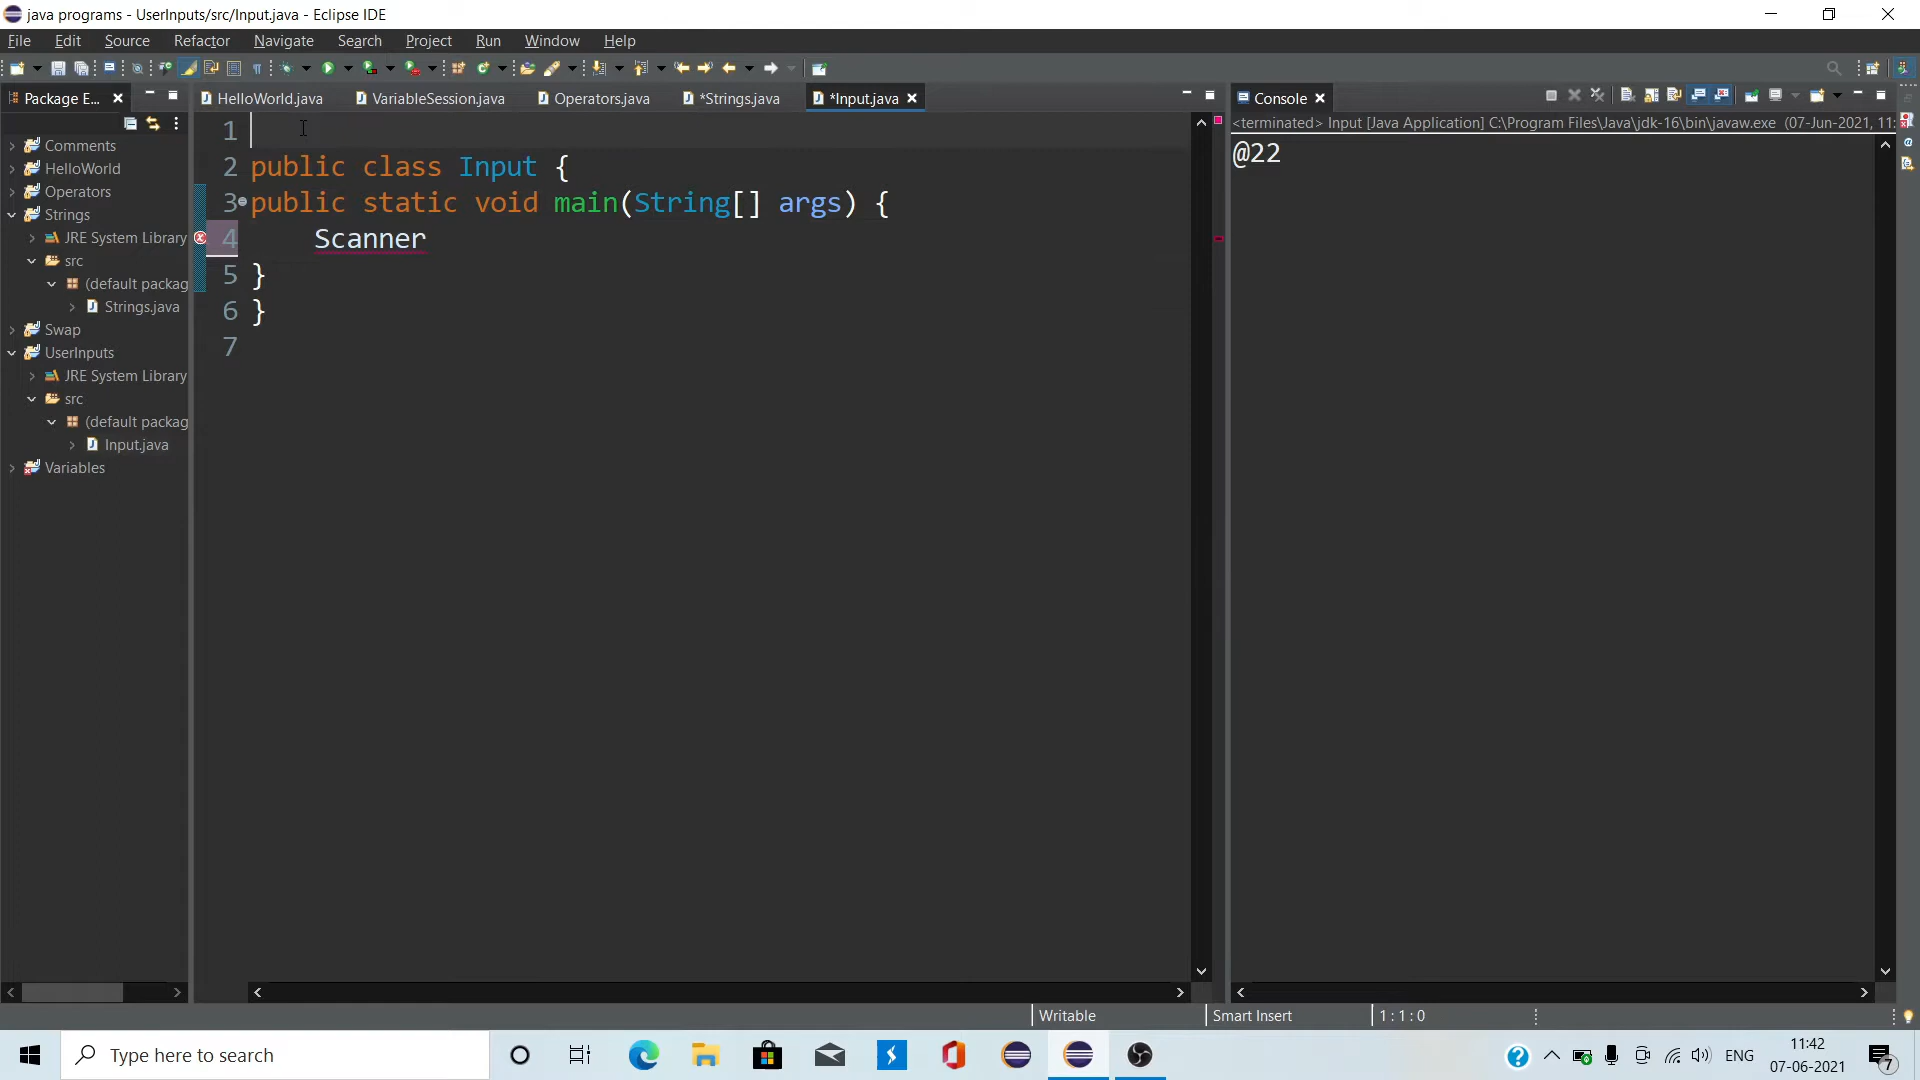 java programs - UserInputs/src/Input.java - Eclipse IDE
File Edit Source Refactor Navigate Search Project Run Window Help
Package E...
HelloWorld.java VariableSession.java Operators.java *Strings.java *Input.java
Console
<terminated> Input [Java Application] C:\Program Files\Java\jdk-16\bin\javaw.exe (07-Jun-2021, 11:
@22
Comments
HelloWorld
Operators
Strings
JRE System Library
src
(default packag
Strings.java
Swap
UserInputs
JRE System Library
src
(default packag
Input.java
Variables
1
2 public class Input {
3 public static void main(String[] args) {
4 Scanner
5 }
6 }
7
Writable Smart Insert 1 : 1 : 0
Type here to search
ENG
11:42
07-06-2021
7